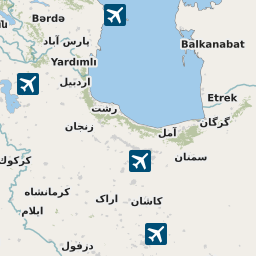 Bərdə
پارس آباد
Balkanabat
Yardımlı
اردبیل
Etrek
رشت
گرگان
زنجان
آمل
سمنان
کرکوک
کرمانشاه
کاشان
اراک
ایلام
دزفول